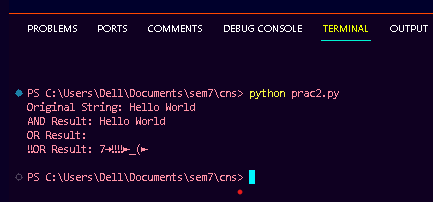 PROBLEMS PORTS COMMENTS DEBUG CONSOLE TERMINAL OUTPUT
PS C:\Users\Dell\Documents\sem7\cns> python prac2.py
Original String: Hello World
AND Result: Hello World
OR Result:
‼OR Result: 7→‼‼►_(►
PS C:\Users\Dell\Documents\sem7\cns>